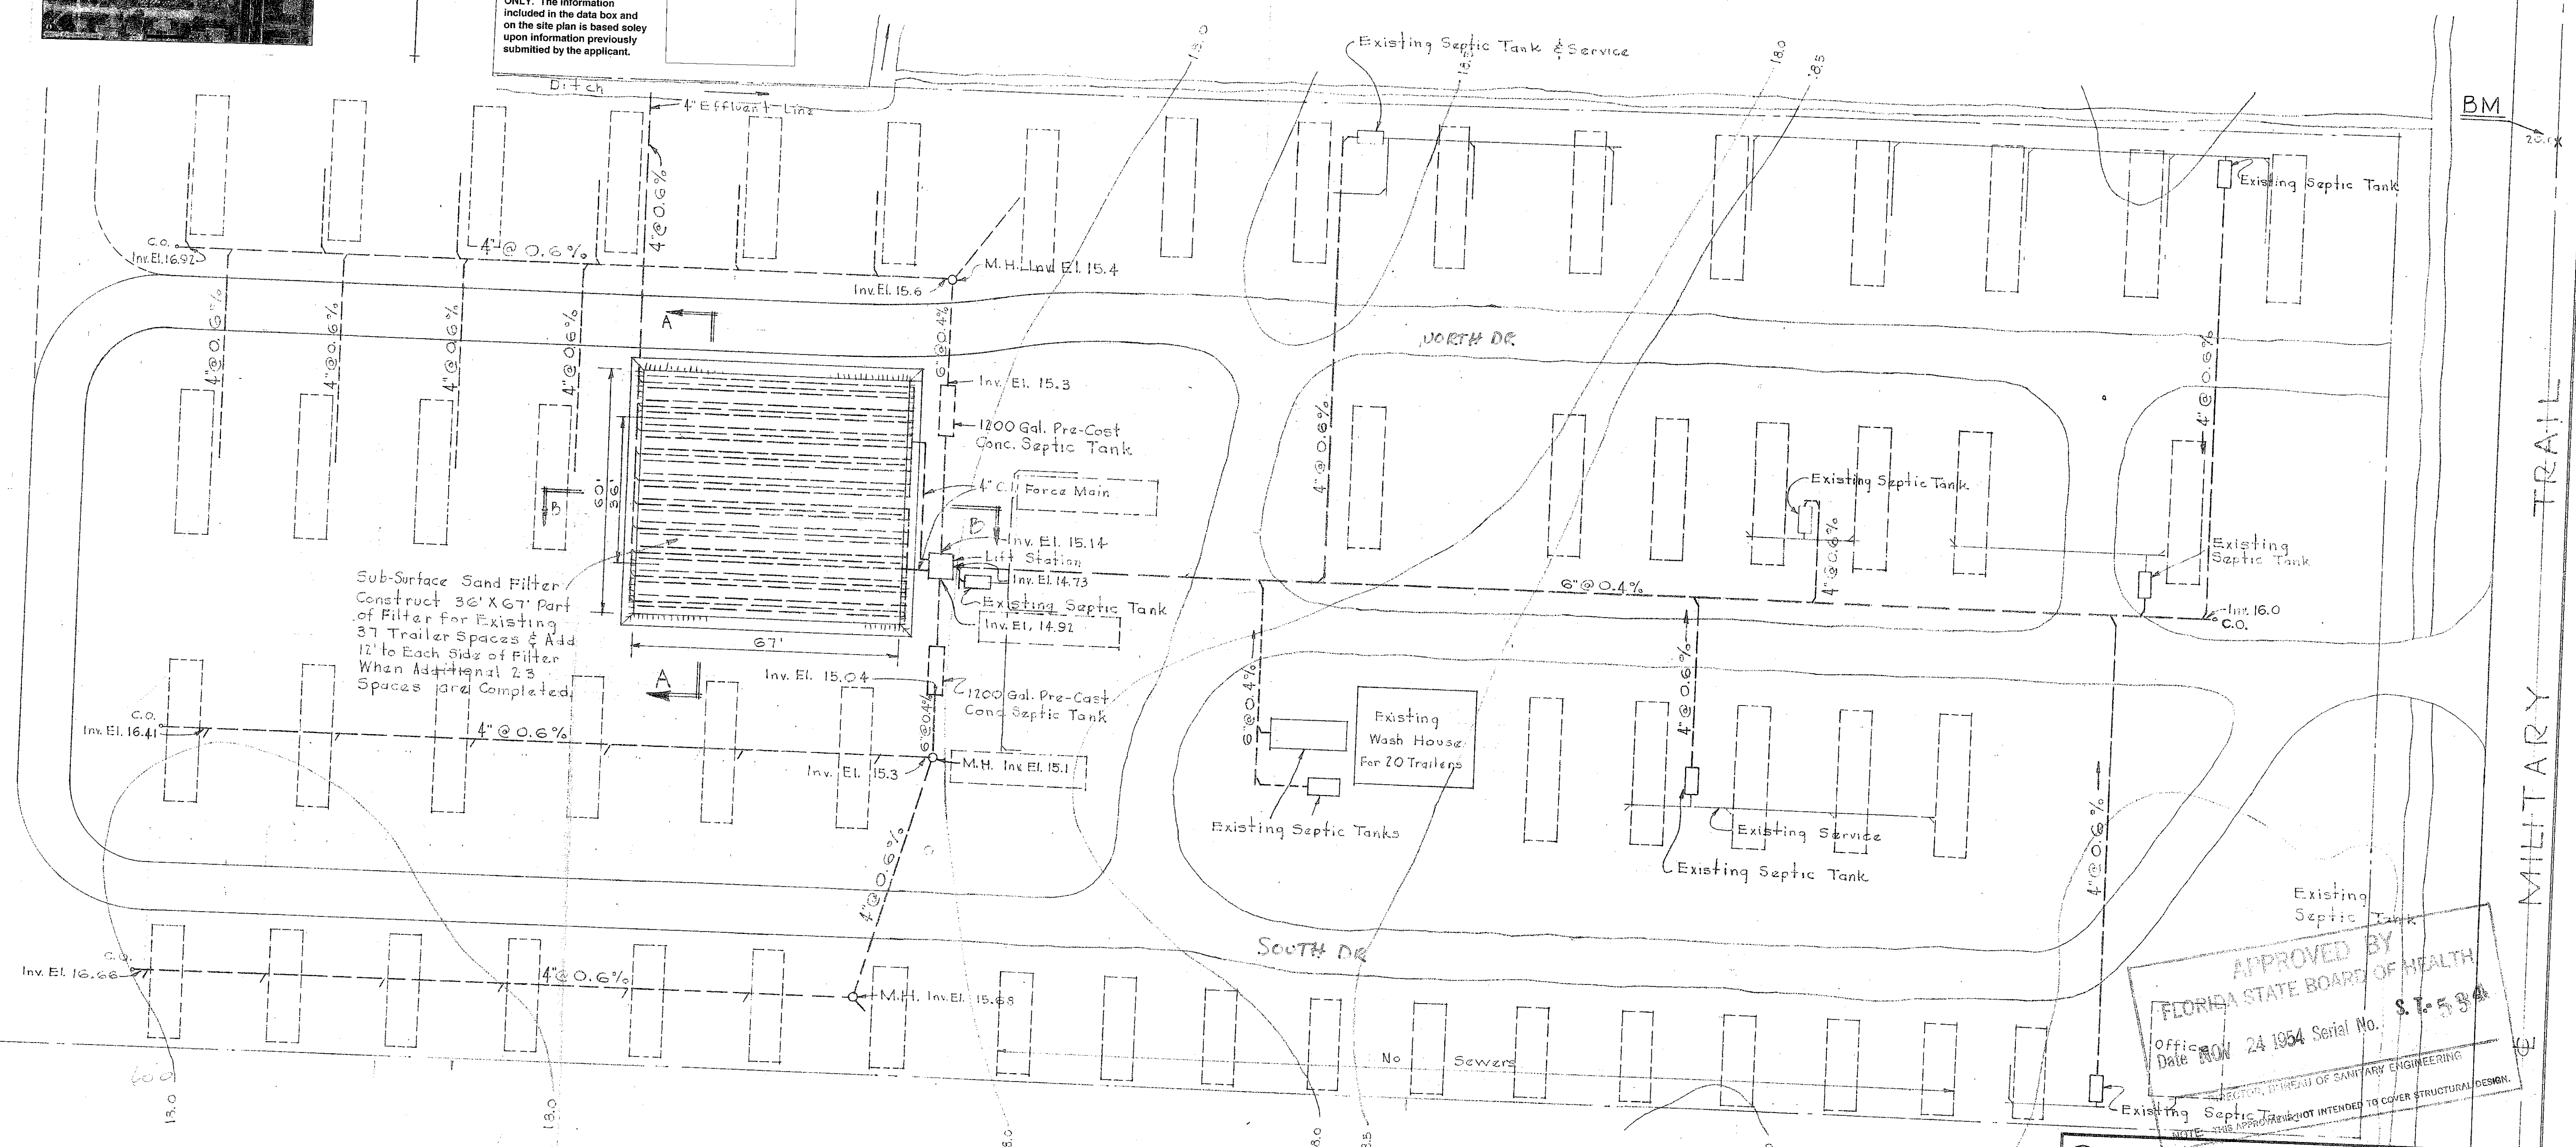 ONLY. The information
included in the data box and
on the site plan is based soley
upon information previously
submitied by the applicant.
Ditch
4" Effluent Line
4"@0.6%
Existing Septic Tank & Service
18.0
18.5
BM
Existing Septic Tank
C.O.
Inv. El. 16.92
4"@ 0.6%
M.H. Inv. El. 15.4
Inv. El. 15.6
4"@0.6%
4"@0.6%
4"@0.6%
4"@0.6%
6"@0.4%
A
NORTH DR.
4"@0.6%
4"@0.6%
Inv. El. 15.3
1200 Gal. Pre-Cast
Conc. Septic Tank
60'
36'
B
4" C.I. Force Main
B
Inv. El. 15.14
Lift Station
Inv. El. 14.73
Existing Septic Tank
Inv. El. 14.92
Existing Septic Tank
4"@0.6%
Existing
Septic Tank
6"@0.4%
Inv. 16.0
C.O.
Sub-Surface Sand Filter
Construct 36' X 67' Part
of Filter for Existing
37 Trailer Spaces & Add
12' to Each Side of Filter
When Additional 23
Spaces are Completed
67'
A
Inv. El. 15.04
1200 Gal. Pre-Cast
Conc Septic Tank
6"@0.4%
C.O.
Inv. El. 16.41
4"@0.6%
Inv. El. 15.3
M.H. Inv. El. 15.1
6"@0.4%
Existing
Wash House
For 20 Trailers
Existing Septic Tanks
4"@0.6%
Existing Service
Existing Septic Tank
4"@0.6%
4"@0.6%
MILITARY TRAIL
SOUTH DR
Existing
Septic Tank
C.O.
Inv. El. 16.66
4"@0.6%
M.H. Inv. El. 15.68
No Sewers
APPROVED BY
FLORIDA STATE BOARD OF HEALTH
Office
Date NOV 24 1954 Serial No. S.T.-534
DIRECTOR, BUREAU OF SANITARY ENGINEERING
NOTE: THIS APPROVAL IS NOT INTENDED TO COVER STRUCTURAL DESIGN.
Existing Septic Tank
18.0
18.0